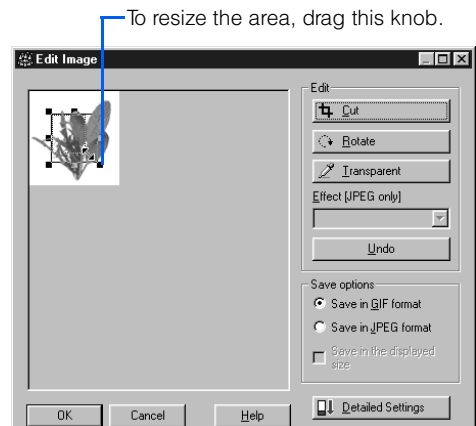 To resize the area, drag this knob.
Edit Image
Edit
Cut
Rotate
Transparent
Effect [JPEG only]
Undo
Save options
Save in GIF format
Save in JPEG format
Save in the displayed
size
Detailed Settings
OK
Cancel
Help